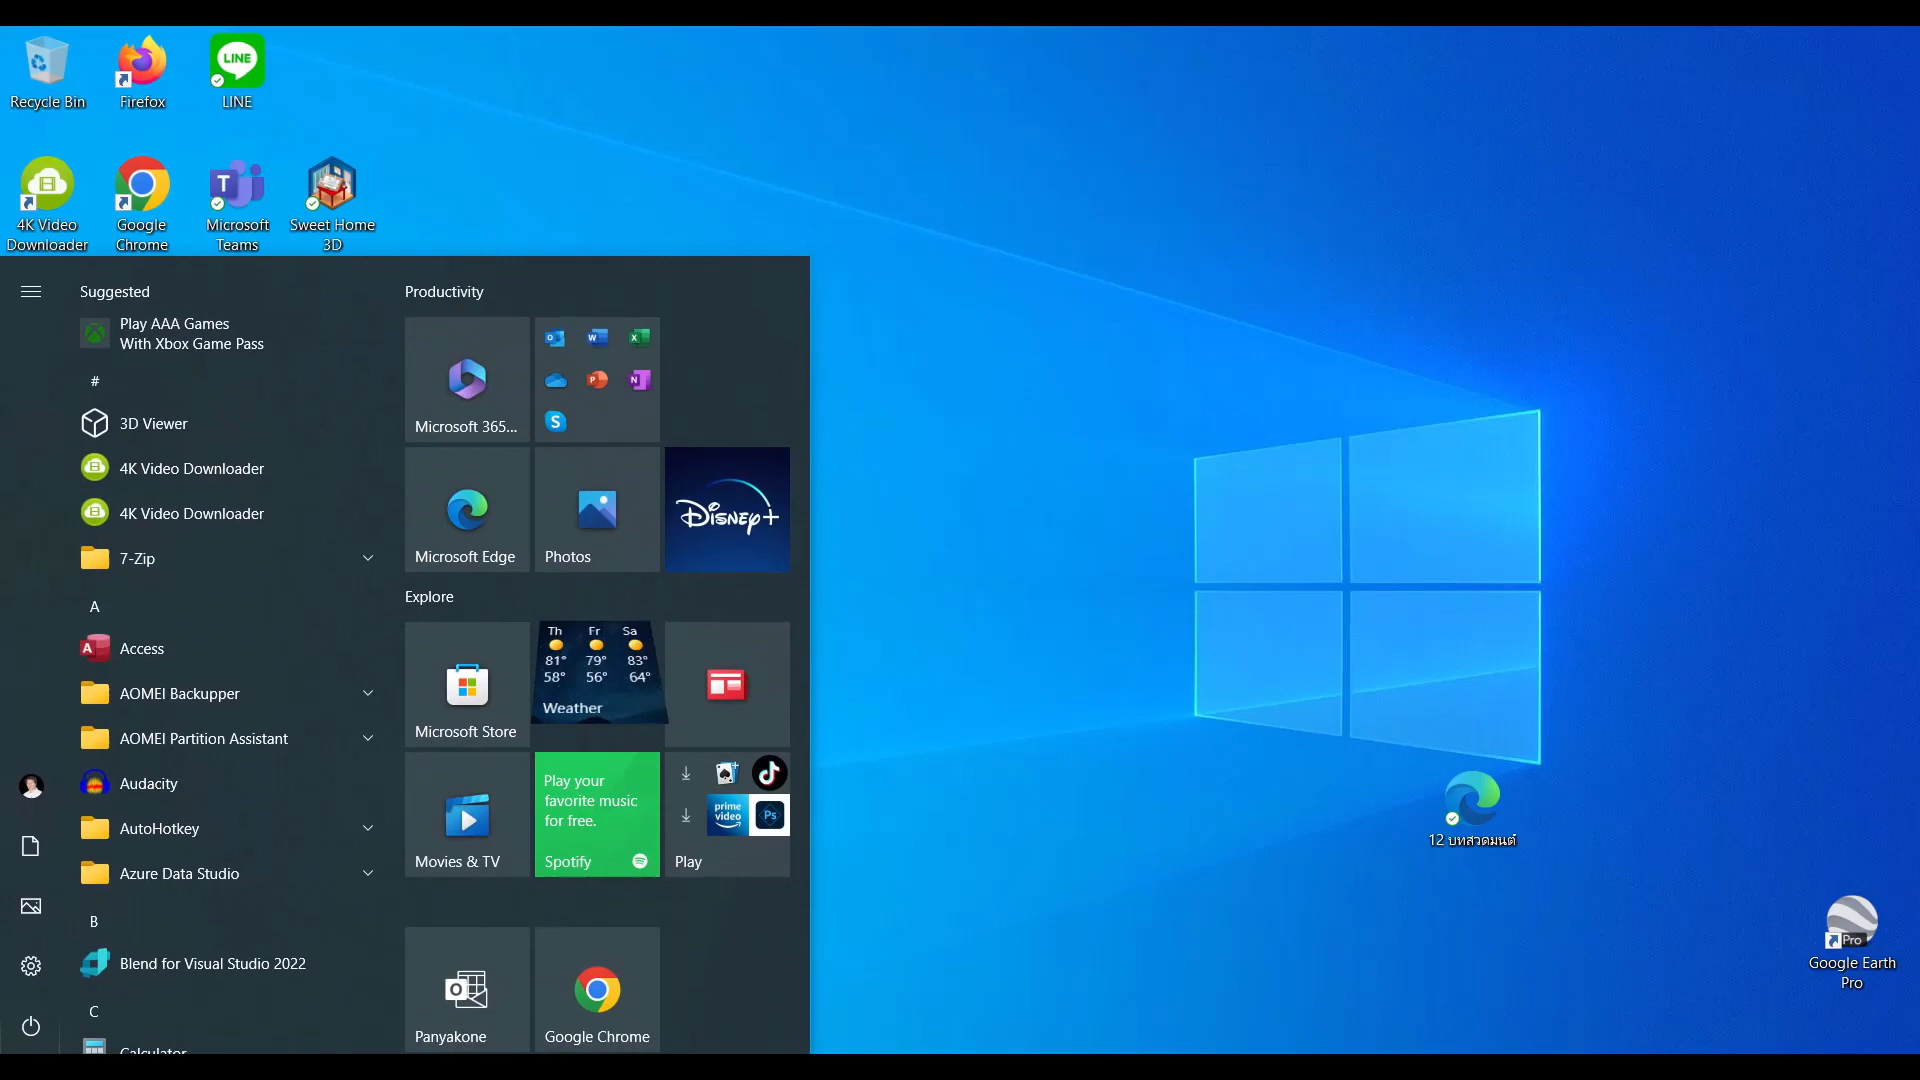 Recycle Bin
Firefox
LINE
LINE
4K Video
Downloader
Google
Chrome
T
Microsoft
Teams
Sweet Home
3D
Suggested
Play AAA Games
With Xbox Game Pass
#
3D Viewer
4K Video Downloader
4K Video Downloader
7-Zip
A
A
Access
AOMEI Backupper
AOMEI Partition Assistant
Audacity
AutoHotkey
Azure Data Studio
B
Blend for Visual Studio 2022
C
Calculator
Productivity
Microsoft 365...
O
W
X
P
N
S
Microsoft Edge
Photos
Disney+
Explore
Microsoft Store
Th Fr Sa
81° 79° 83°
58° 56° 64°
Weather
Movies & TV
Play your
favorite music
for free.
Spotify
prime
video
Ps
Play
O
Panyakone
Google Chrome
12 บทสวดมนต์
Pro
Google Earth
Pro